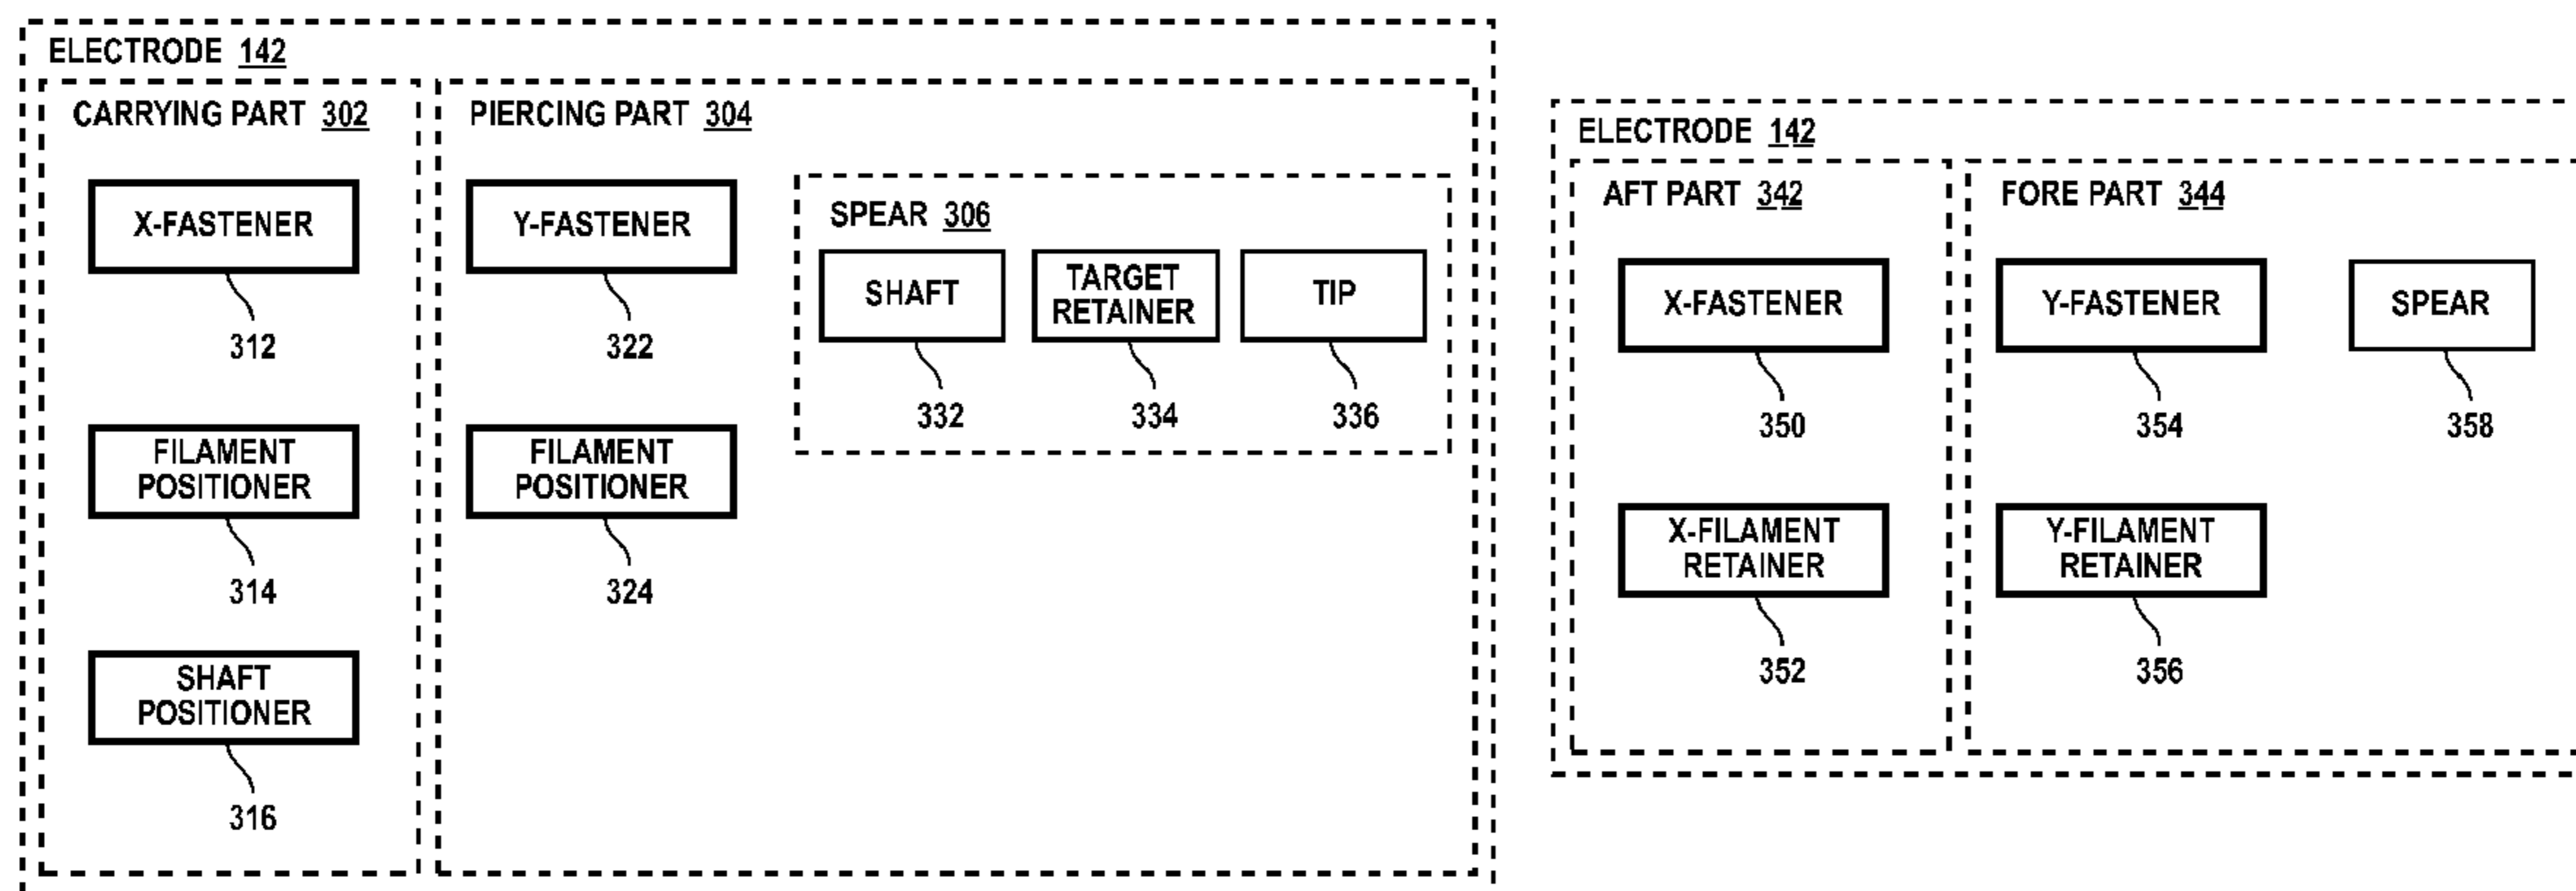 ELECTRODE 142
CARRYING PART 302
X-FASTENER
312
FILAMENT
POSITIONER
314
SHAFT
POSITIONER
316
PIERCING PART 304
Y-FASTENER
322
FILAMENT
POSITIONER
324
SPEAR 306
SHAFT
332
TARGET
RETAINER
334
TIP
336
ELECTRODE 142
AFT PART 342
X-FASTENER
350
X-FILAMENT
RETAINER
352
FORE PART 344
Y-FASTENER
354
Y-FILAMENT
RETAINER
356
SPEAR
358